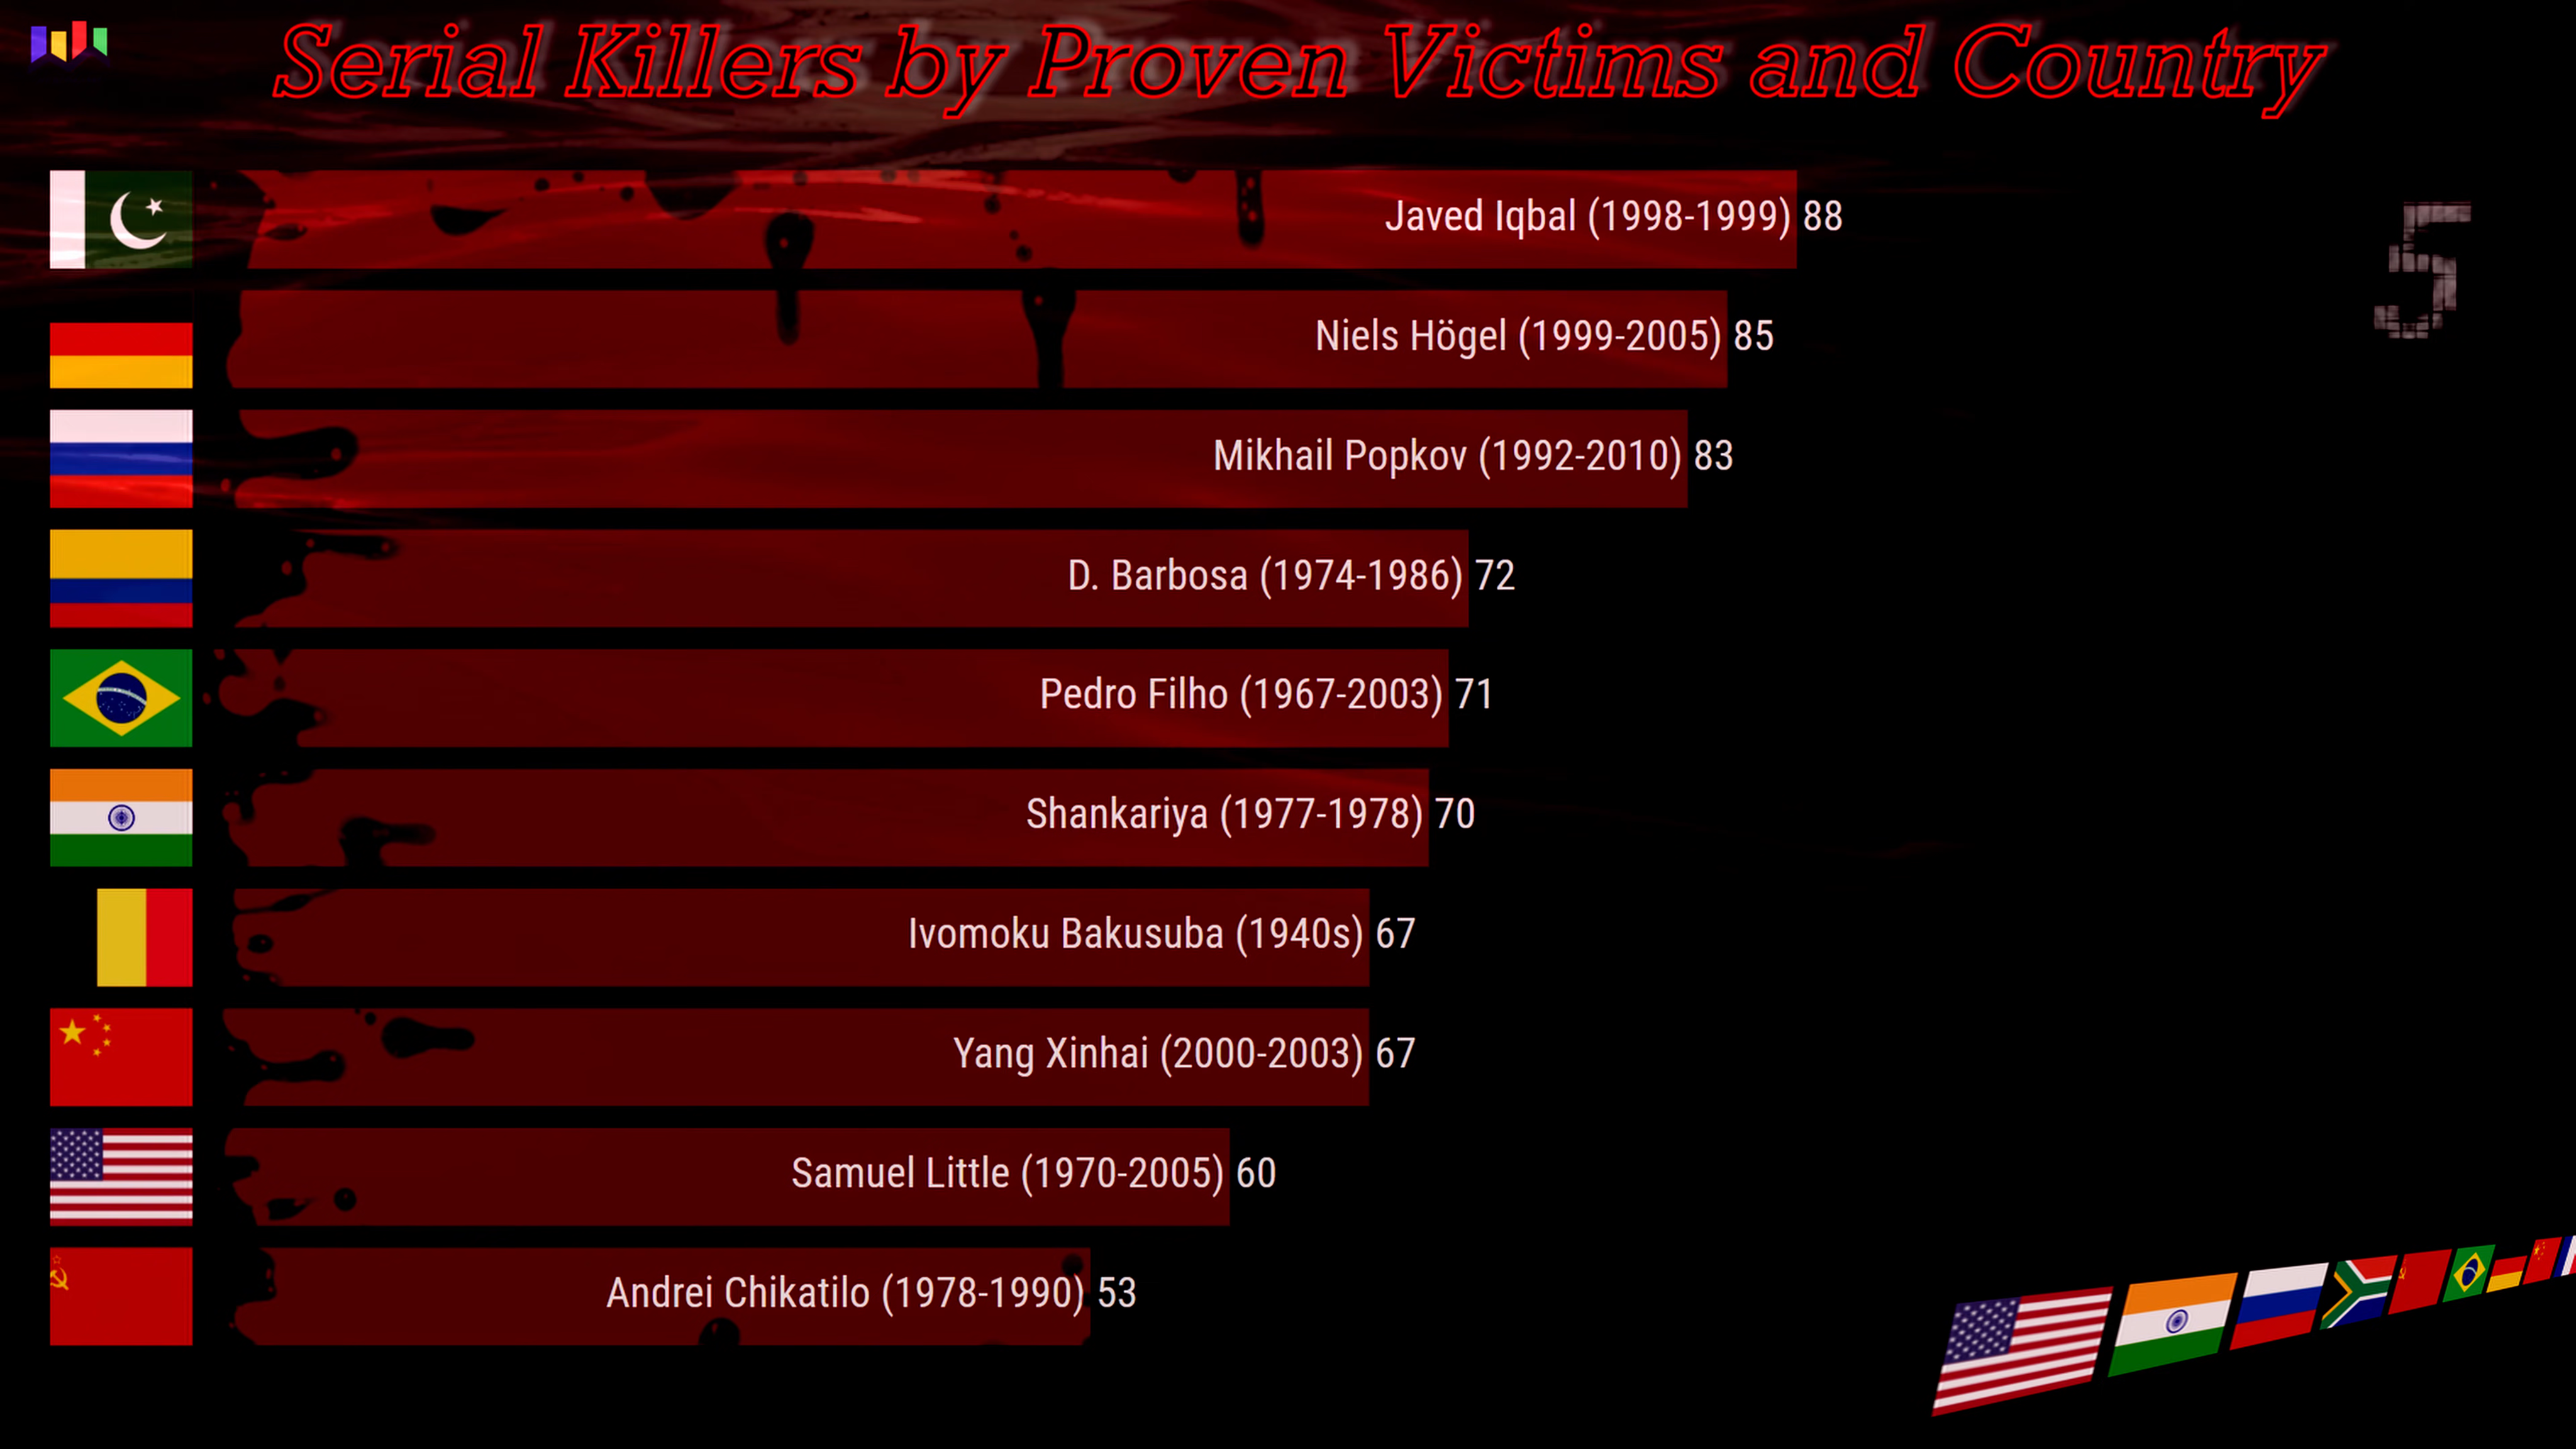 Serial Killers by Proven Victims and Country
Javed Iqbal (1998-1999) 88
5
Niels Högel (1999-2005) 85
Mikhail Popkov (1992-2010) 83
D. Barbosa (1974-1986) 72
Pedro Filho (1967-2003) 71
Shankariya (1977-1978) 70
Ivomoku Bakusuba (1940s) 67
Yang Xinhai (2000-2003) 67
Samuel Little (1970-2005) 60
Andrei Chikatilo (1978-1990) 53